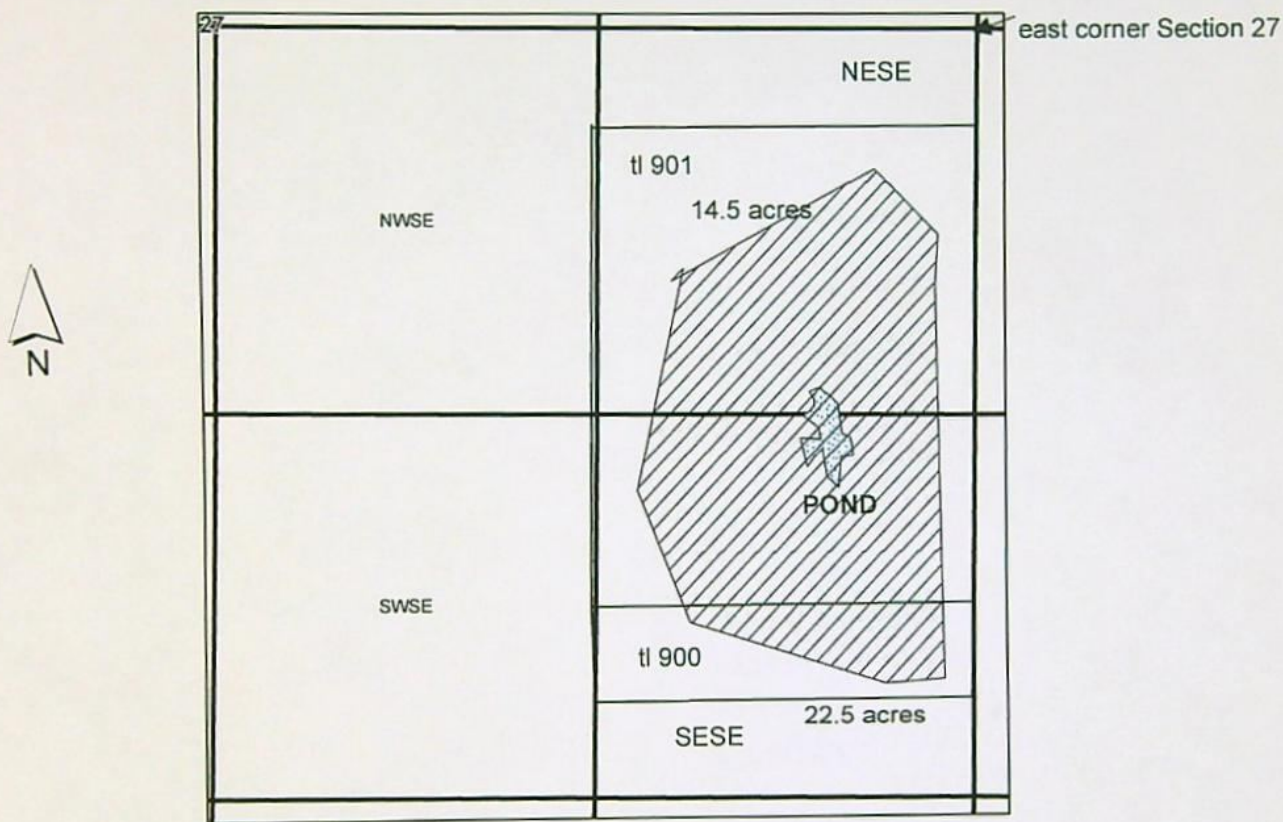 27
east corner Section 27
NESE
tl 901
14.5 acres
NWSE
N
POND
SWSE
tl 900
22.5 acres
SESE